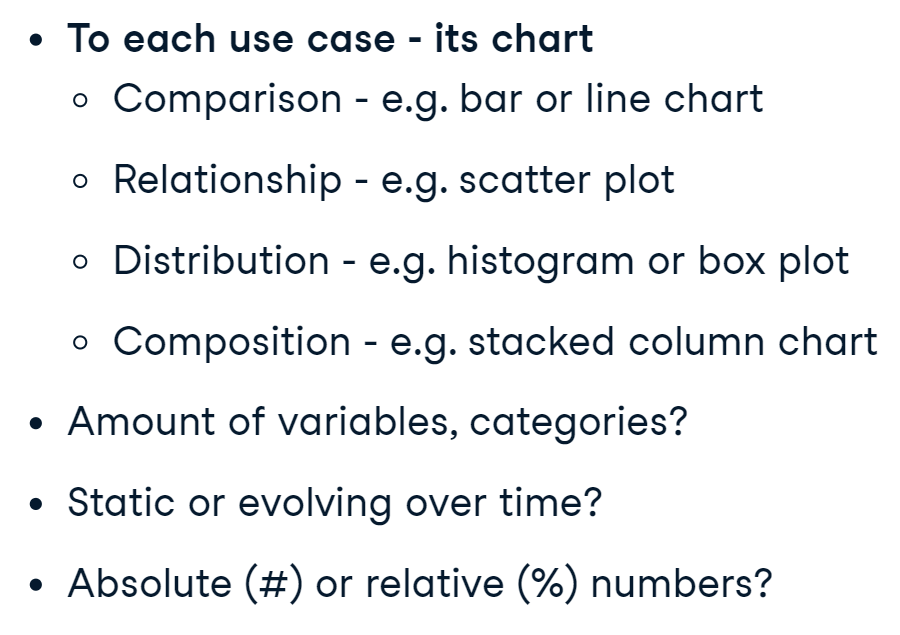 • To each use case - its chart
◦ Comparison - e.g. bar or line chart
◦ Relationship - e.g. scatter plot
◦ Distribution - e.g. histogram or box plot
◦ Composition - e.g. stacked column chart
• Amount of variables, categories?
• Static or evolving over time?
• Absolute (#) or relative (%) numbers?